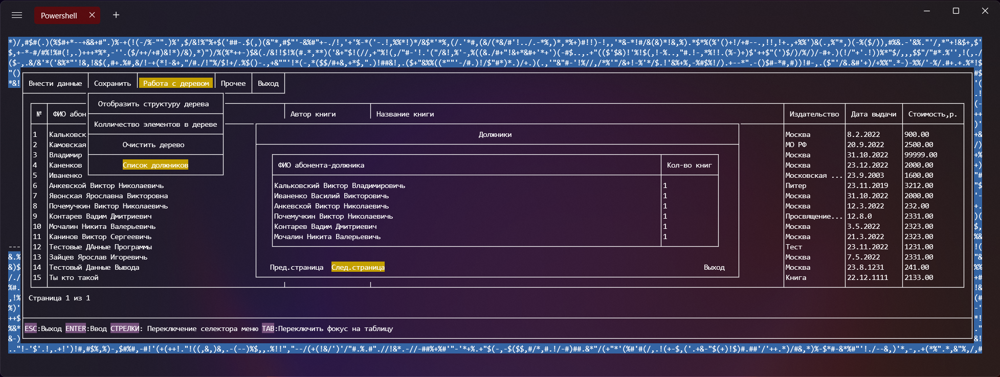 Powershell
Внести данные
Сохранить
Работа с деревом
Прочее
Выход
Отобразить структуру дерева
Колличество элементов в дереве
Очистить дерево
Список должников
№ ФИО абон Автор книги Название книги Издательство Дата выдачи Стоимость,р.
1 Кальковск Москва 8.2.2022 900.00
2 Камовская МО РФ 20.9.2022 2500.00
3 Владимир Москва 31.10.2022 99999.00
4 Каненков Москва 23.12.2022 2000.00
5 Иваненко Московская ... 23.9.2003 1600.00
6 Анкевской Виктор Николаевичь Питер 23.11.2019 3212.00
7 Явонская Ярославна Викторовна Москва 31.10.2022 2000.00
8 Почемучкин Виктор Николаевичь Москва 12.3.2022 232.00
9 Контарев Вадим Дмитриевич Просвящение... 12.8.0 2331.00
10 Мочалин Никита Валерьевичь Москва 3.5.2022 2323.00
11 Канинов Виктор Сергеевичь Москва 21.3.2022 2323.00
12 Тестовые ДАнные Программы Тест 23.11.2022 1231.00
13 Зайцев Ярослав Игоревичь Москва 7.5.2022 2331.00
14 Тестовый Данные Вывода Москва 23.8.1231 241.00
15 Ты кто такой Книга 22.12.1111 2133.00
Должники
ФИО абонента-должника Кол-во книг
Кальковский Виктор Владимировичь 1
Иваненко Василий Викторовичь 1
Анкевской Виктор Николаевичь 1
Почемучкин Виктор Николаевичь 1
Контарев Вадим Дмитриевич 1
Мочалин Никита Валерьевичь 1
Пред.страница След.страница Выход
Страница 1 из 1
ESC:Выход ENTER:Ввод СТРЕЛКИ: Переключение селектора меню TAB:Переключить фокус на таблицу